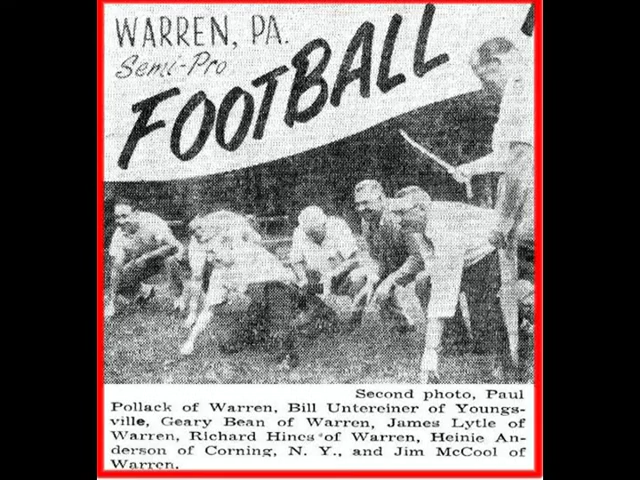 WARREN, PA.
Semi-Pro
FOOTBALL
Second photo, Paul
Pollack of Warren, Bill Untereiner of Youngs-
ville, Geary Bean of Warren, James Lytle of
Warren, Richard Hines of Warren, Heinie An-
derson of Corning, N. Y., and Jim McCool of
Warren.